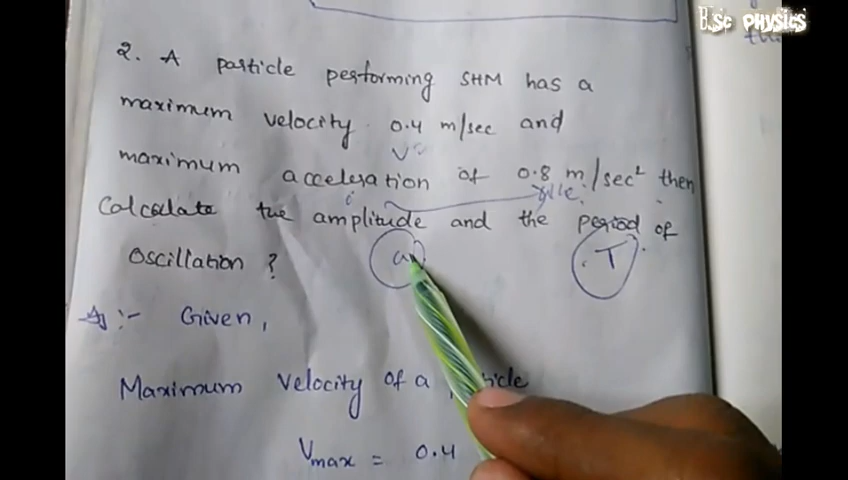 B.sc PHYSICS
2. A particle performing SHM has a
maximum velocity 0.4 m/sec and
maximum acceleration of 0.8 m/sec² then
Calculate the amplitude and the period of
Oscillation ?
a T
A :- Given,
Maximum Velocity of a
Vmax = 0.4